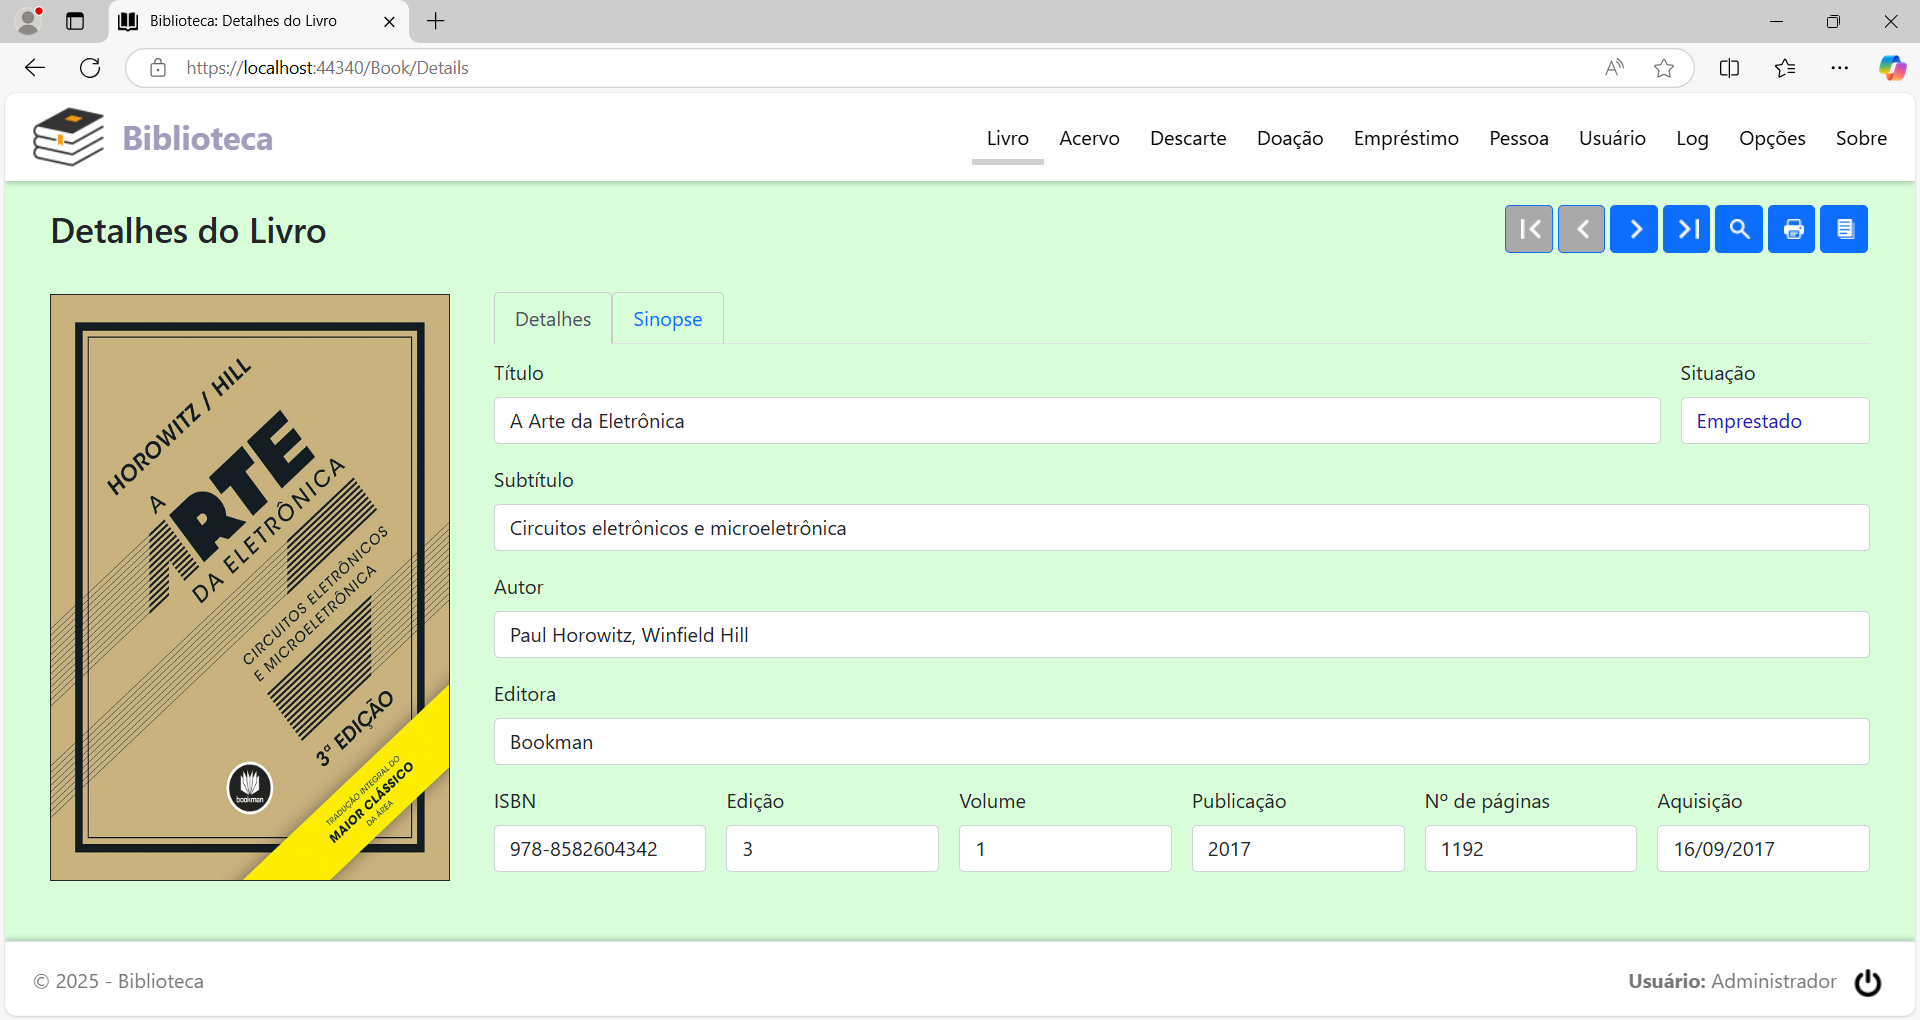 Biblioteca: Detalhes do Livro
https://localhost:44340/Book/Details
Biblioteca
Livro Acervo Descarte Doação Empréstimo Pessoa Usuário Log Opções Sobre
Detalhes do Livro
HOROWITZ / HILL
A
ARTE
DA ELETRÔNICA
CIRCUITOS ELETRÔNICOS
E MICROELETRÔNICA
3ª EDIÇÃO
bookman
TRADUÇÃO INTEGRAL DO
MAIOR CLÁSSICO
DA ÁREA
Detalhes Sinopse
Título Situação
A Arte da Eletrônica Emprestado
Subtítulo
Circuitos eletrônicos e microeletrônica
Autor
Paul Horowitz, Winfield Hill
Editora
Bookman
ISBN Edição Volume Publicação Nº de páginas Aquisição
978-8582604342 3 1 2017 1192 16/09/2017
© 2025 - Biblioteca
Usuário: Administrador